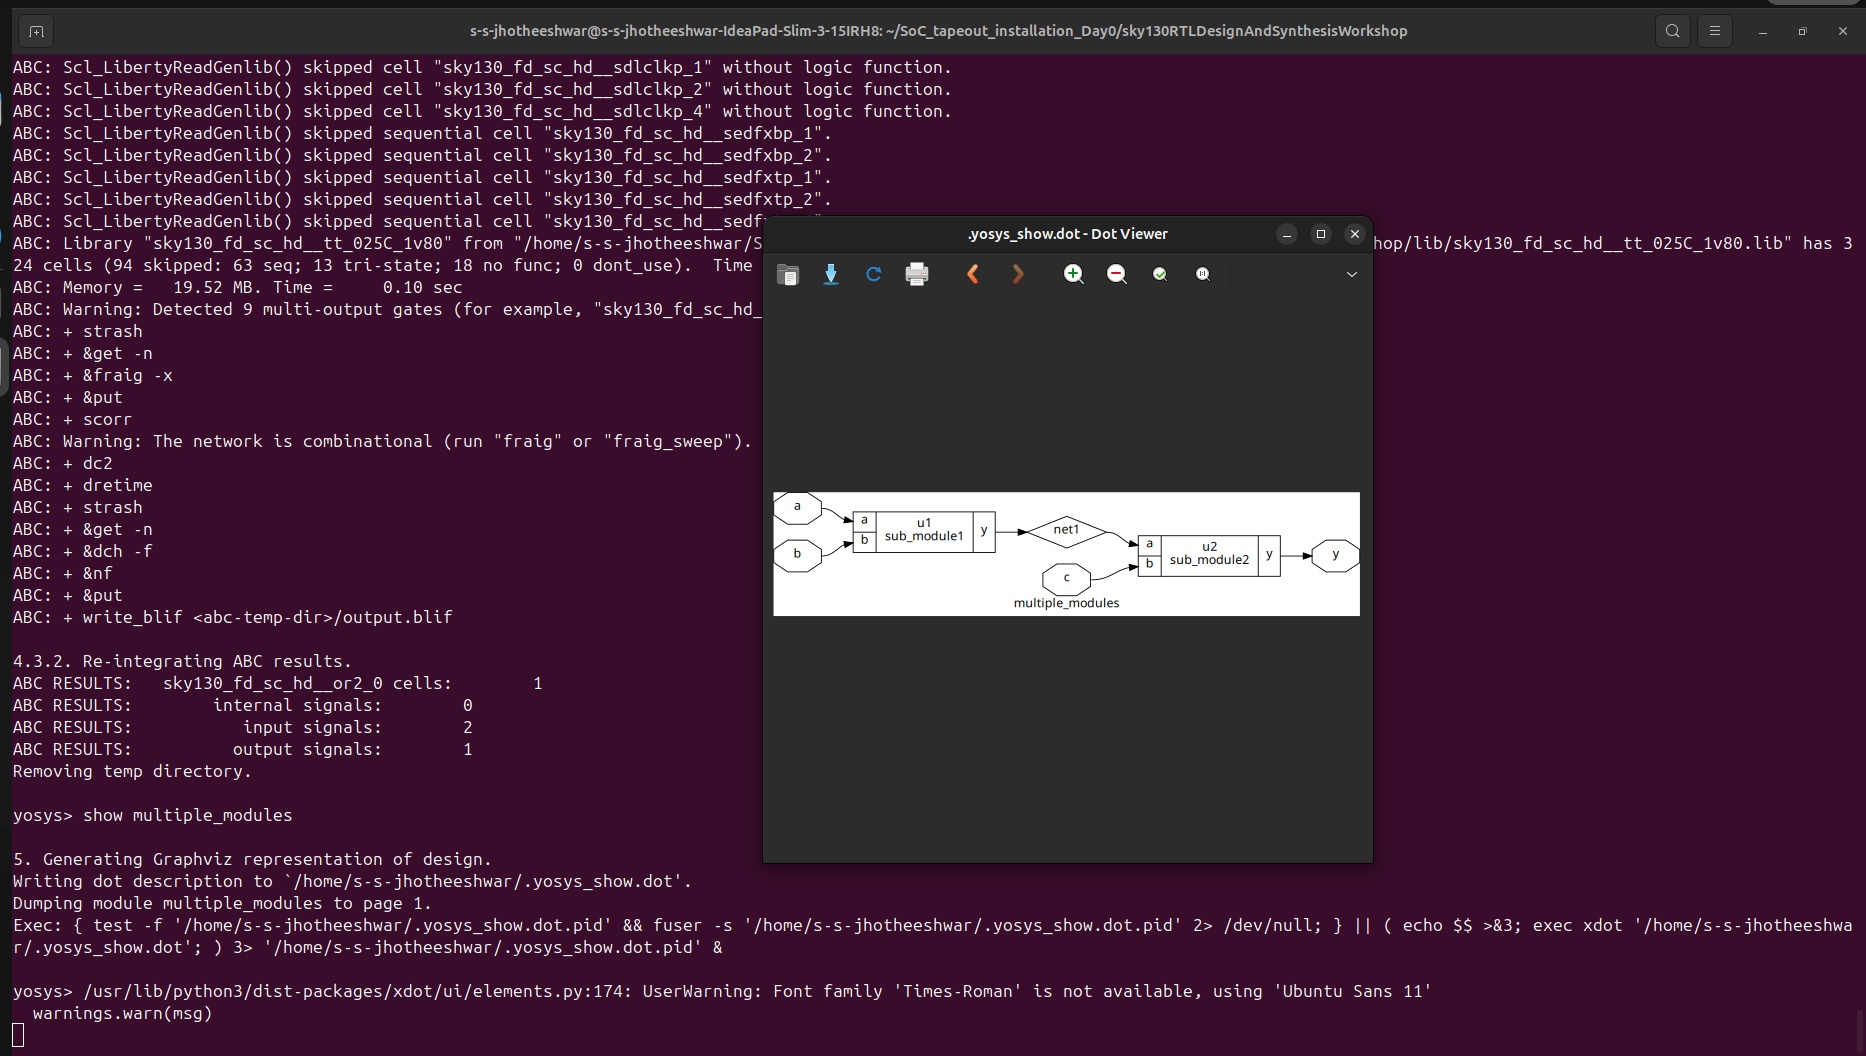 s-s-jhotheeshwar@s-s-jhotheeshwar-IdeaPad-Slim-3-15IRH8: ~/SoC_tapeout_installation_Day0/sky130RTLDesignAndSynthesisWorkshop
ABC: Scl_LibertyReadGenlib() skipped cell "sky130_fd_sc_hd__sdlclkp_1" without logic function.
ABC: Scl_LibertyReadGenlib() skipped cell "sky130_fd_sc_hd__sdlclkp_2" without logic function.
ABC: Scl_LibertyReadGenlib() skipped cell "sky130_fd_sc_hd__sdlclkp_4" without logic function.
ABC: Scl_LibertyReadGenlib() skipped sequential cell "sky130_fd_sc_hd__sedfxbp_1".
ABC: Scl_LibertyReadGenlib() skipped sequential cell "sky130_fd_sc_hd__sedfxbp_2".
ABC: Scl_LibertyReadGenlib() skipped sequential cell "sky130_fd_sc_hd__sedfxtp_1".
ABC: Scl_LibertyReadGenlib() skipped sequential cell "sky130_fd_sc_hd__sedfxtp_2".
ABC: Scl_LibertyReadGenlib() skipped sequential cell "sky130_fd_sc_hd__sedfx
ABC: Library "sky130_fd_sc_hd__tt_025C_1v80" from "/home/s-s-jhotheeshwar/S hop/lib/sky130_fd_sc_hd__tt_025C_1v80.lib" has 3
24 cells (94 skipped: 63 seq; 13 tri-state; 18 no func; 0 dont_use).  Time
ABC: Memory =   19.52 MB. Time =     0.10 sec
ABC: Warning: Detected 9 multi-output gates (for example, "sky130_fd_sc_hd_
ABC: + strash
ABC: + &get -n
ABC: + &fraig -x
ABC: + &put
ABC: + scorr
ABC: Warning: The network is combinational (run "fraig" or "fraig_sweep").
ABC: + dc2
ABC: + dretime
ABC: + strash
ABC: + &get -n
ABC: + &dch -f
ABC: + &nf
ABC: + &put
ABC: + write_blif <abc-temp-dir>/output.blif
4.3.2. Re-integrating ABC results.
ABC RESULTS:   sky130_fd_sc_hd__or2_0 cells:        1
ABC RESULTS:        internal signals:        0
ABC RESULTS:           input signals:        2
ABC RESULTS:          output signals:        1
Removing temp directory.
yosys> show multiple_modules
5. Generating Graphviz representation of design.
Writing dot description to `/home/s-s-jhotheeshwar/.yosys_show.dot'.
Dumping module multiple_modules to page 1.
Exec: { test -f '/home/s-s-jhotheeshwar/.yosys_show.dot.pid' && fuser -s '/home/s-s-jhotheeshwar/.yosys_show.dot.pid' 2> /dev/null; } || ( echo $$ >&3; exec xdot '/home/s-s-jhotheeshwa
r/.yosys_show.dot'; ) 3> '/home/s-s-jhotheeshwar/.yosys_show.dot.pid' &
yosys> /usr/lib/python3/dist-packages/xdot/ui/elements.py:174: UserWarning: Font family 'Times-Roman' is not available, using 'Ubuntu Sans 11'
  warnings.warn(msg)
.yosys_show.dot - Dot Viewer
a
b
a
b
u1
sub_module1
y
net1
c
a
b
u2
sub_module2
y
y
multiple_modules